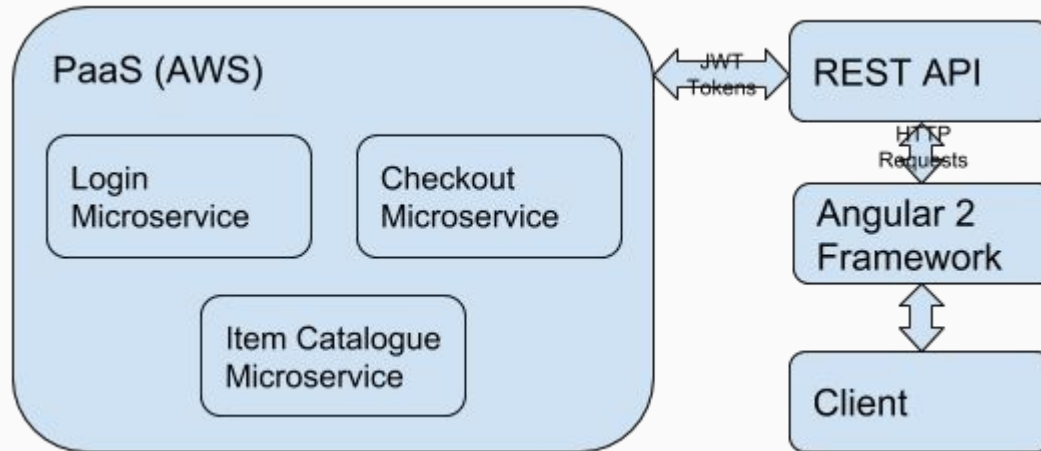 PaaS (AWS)
Login
Microservice
Checkout
Microservice
Item Catalogue
Microservice
JWT
Tokens
REST API
HTTP
Requests
Angular 2
Framework
Client